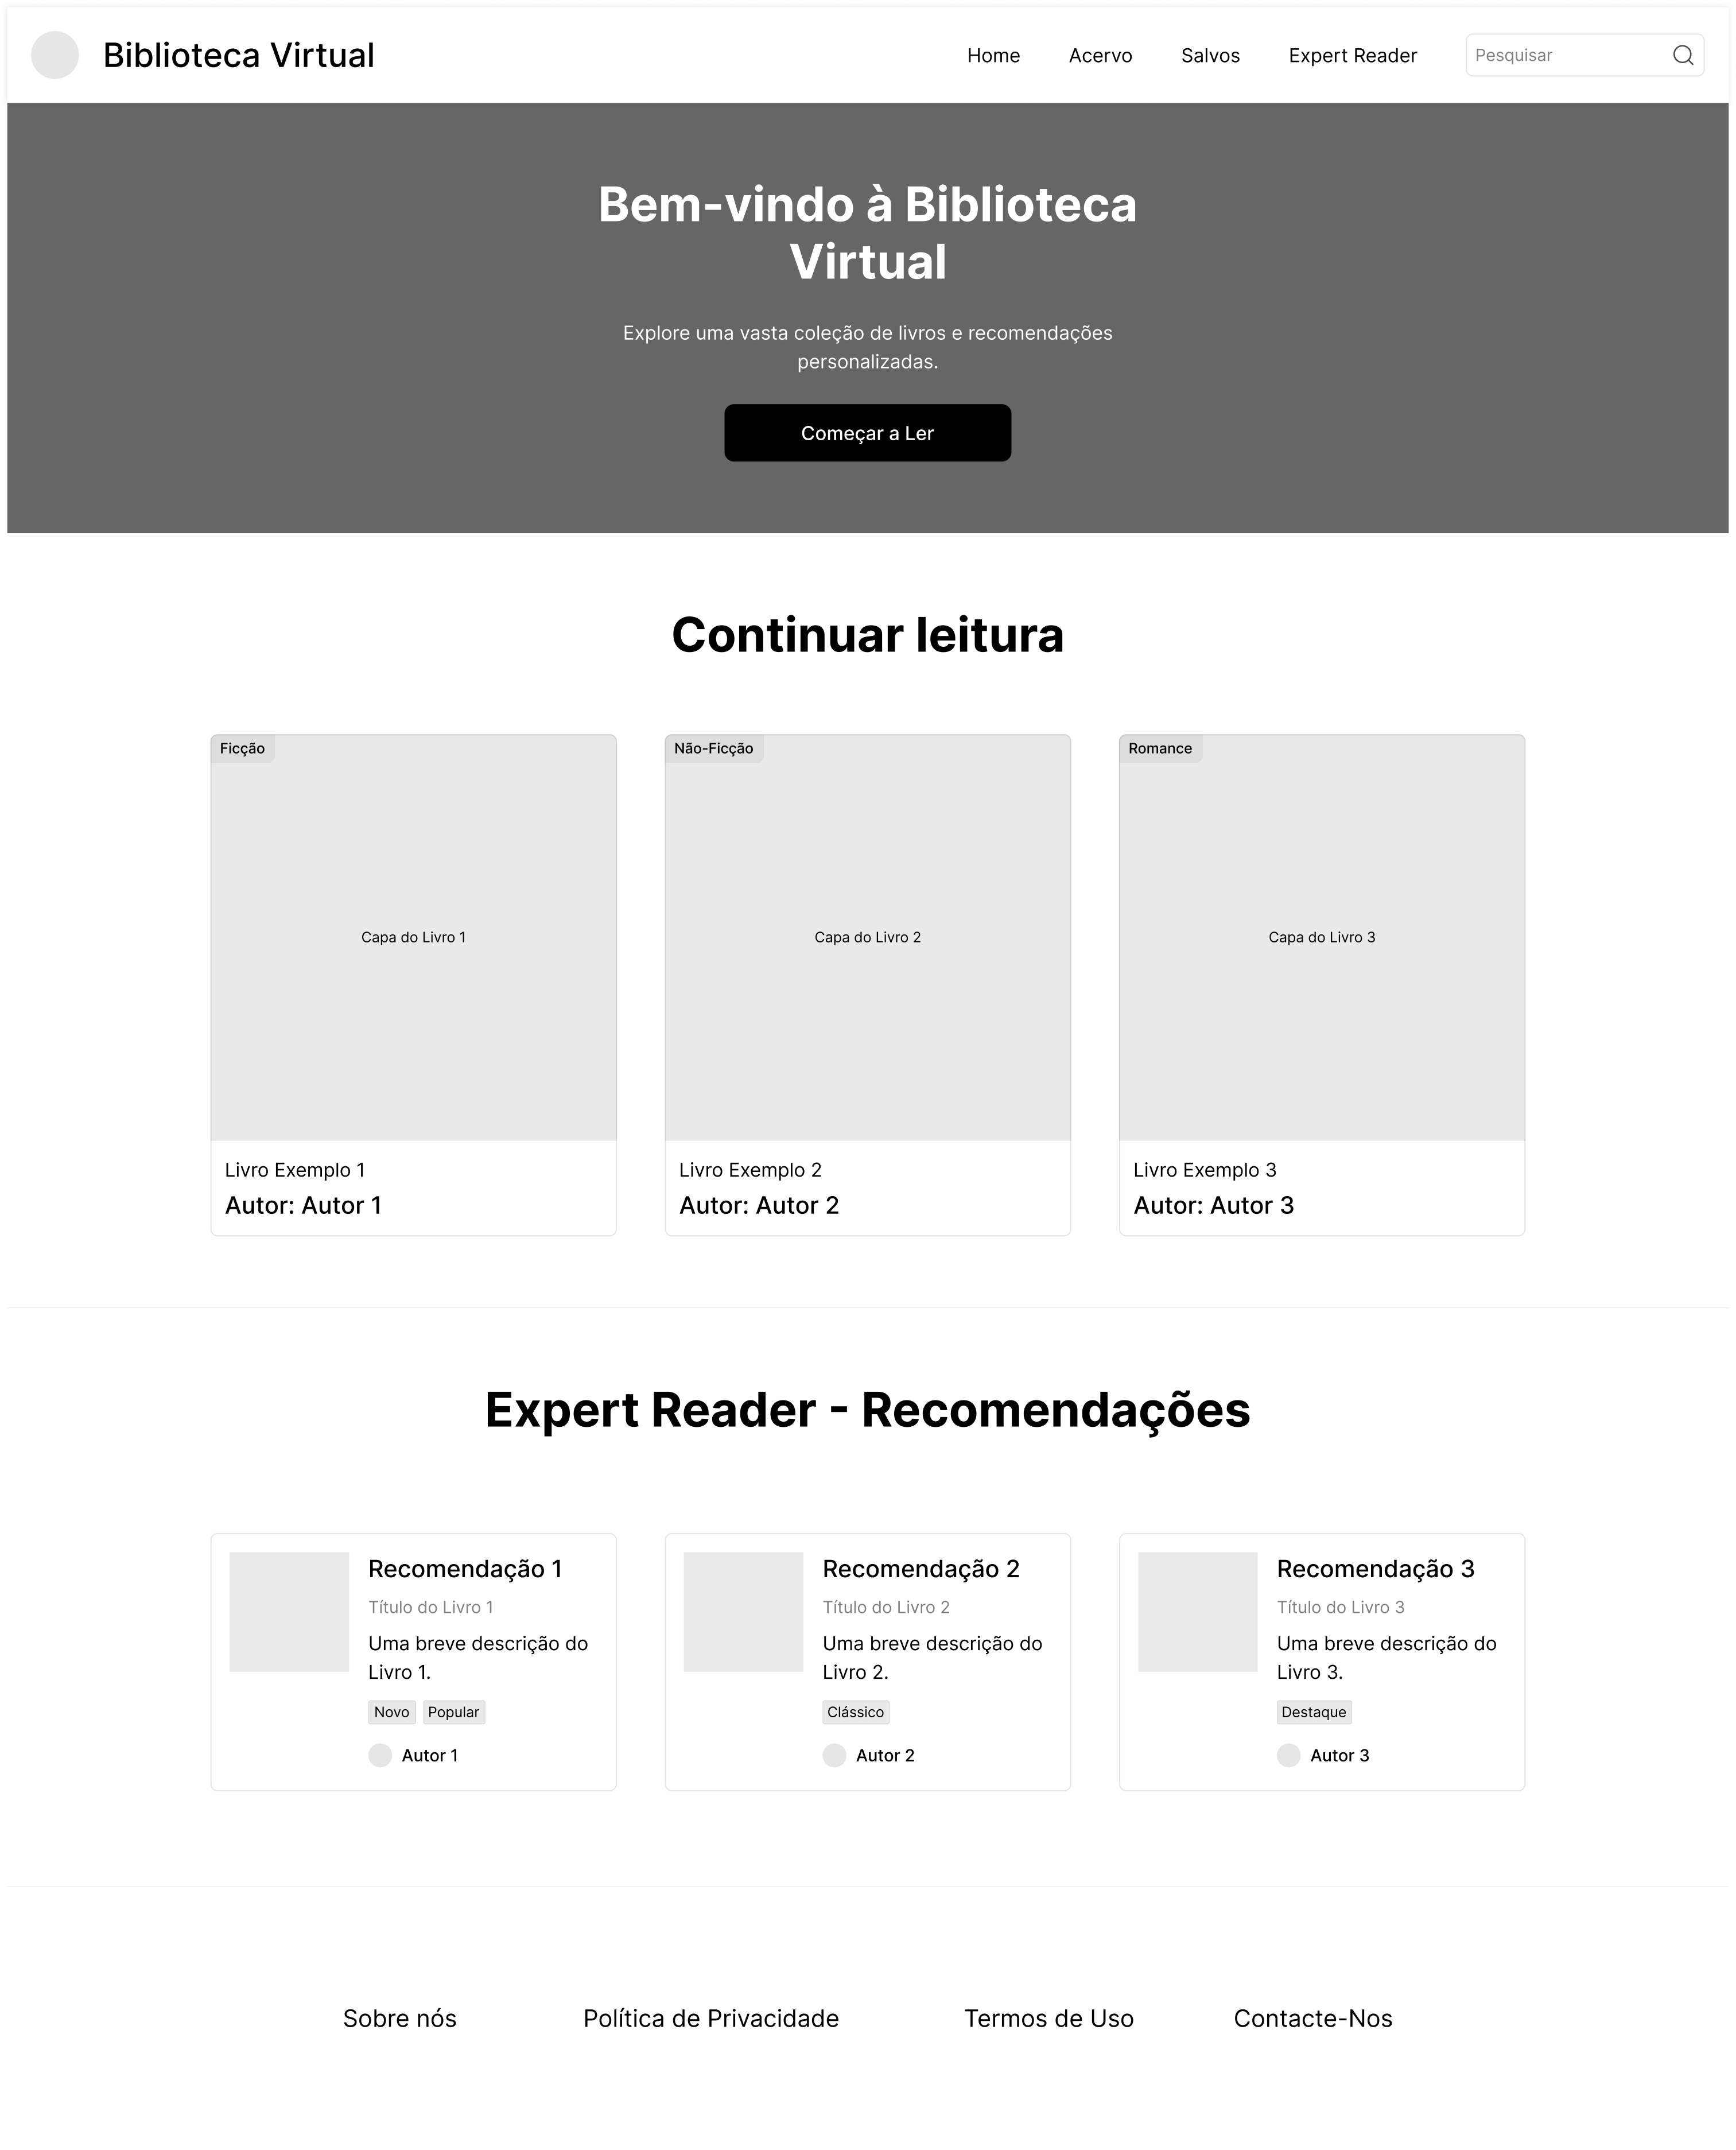 Biblioteca Virtual
Home
Acervo
Salvos
Expert Reader
Pesquisar
Bem-vindo à Biblioteca
Virtual
Explore uma vasta coleção de livros e recomendações
personalizadas.
Começar a Ler
Continuar leitura
Ficção
Capa do Livro 1
Livro Exemplo 1
Autor: Autor 1
Não-Ficção
Capa do Livro 2
Livro Exemplo 2
Autor: Autor 2
Romance
Capa do Livro 3
Livro Exemplo 3
Autor: Autor 3
Expert Reader - Recomendações
Recomendação 1
Título do Livro 1
Uma breve descrição do
Livro 1.
Novo
Popular
Autor 1
Recomendação 2
Título do Livro 2
Uma breve descrição do
Livro 2.
Clássico
Autor 2
Recomendação 3
Título do Livro 3
Uma breve descrição do
Livro 3.
Destaque
Autor 3
Sobre nós
Política de Privacidade
Termos de Uso
Contacte-Nos